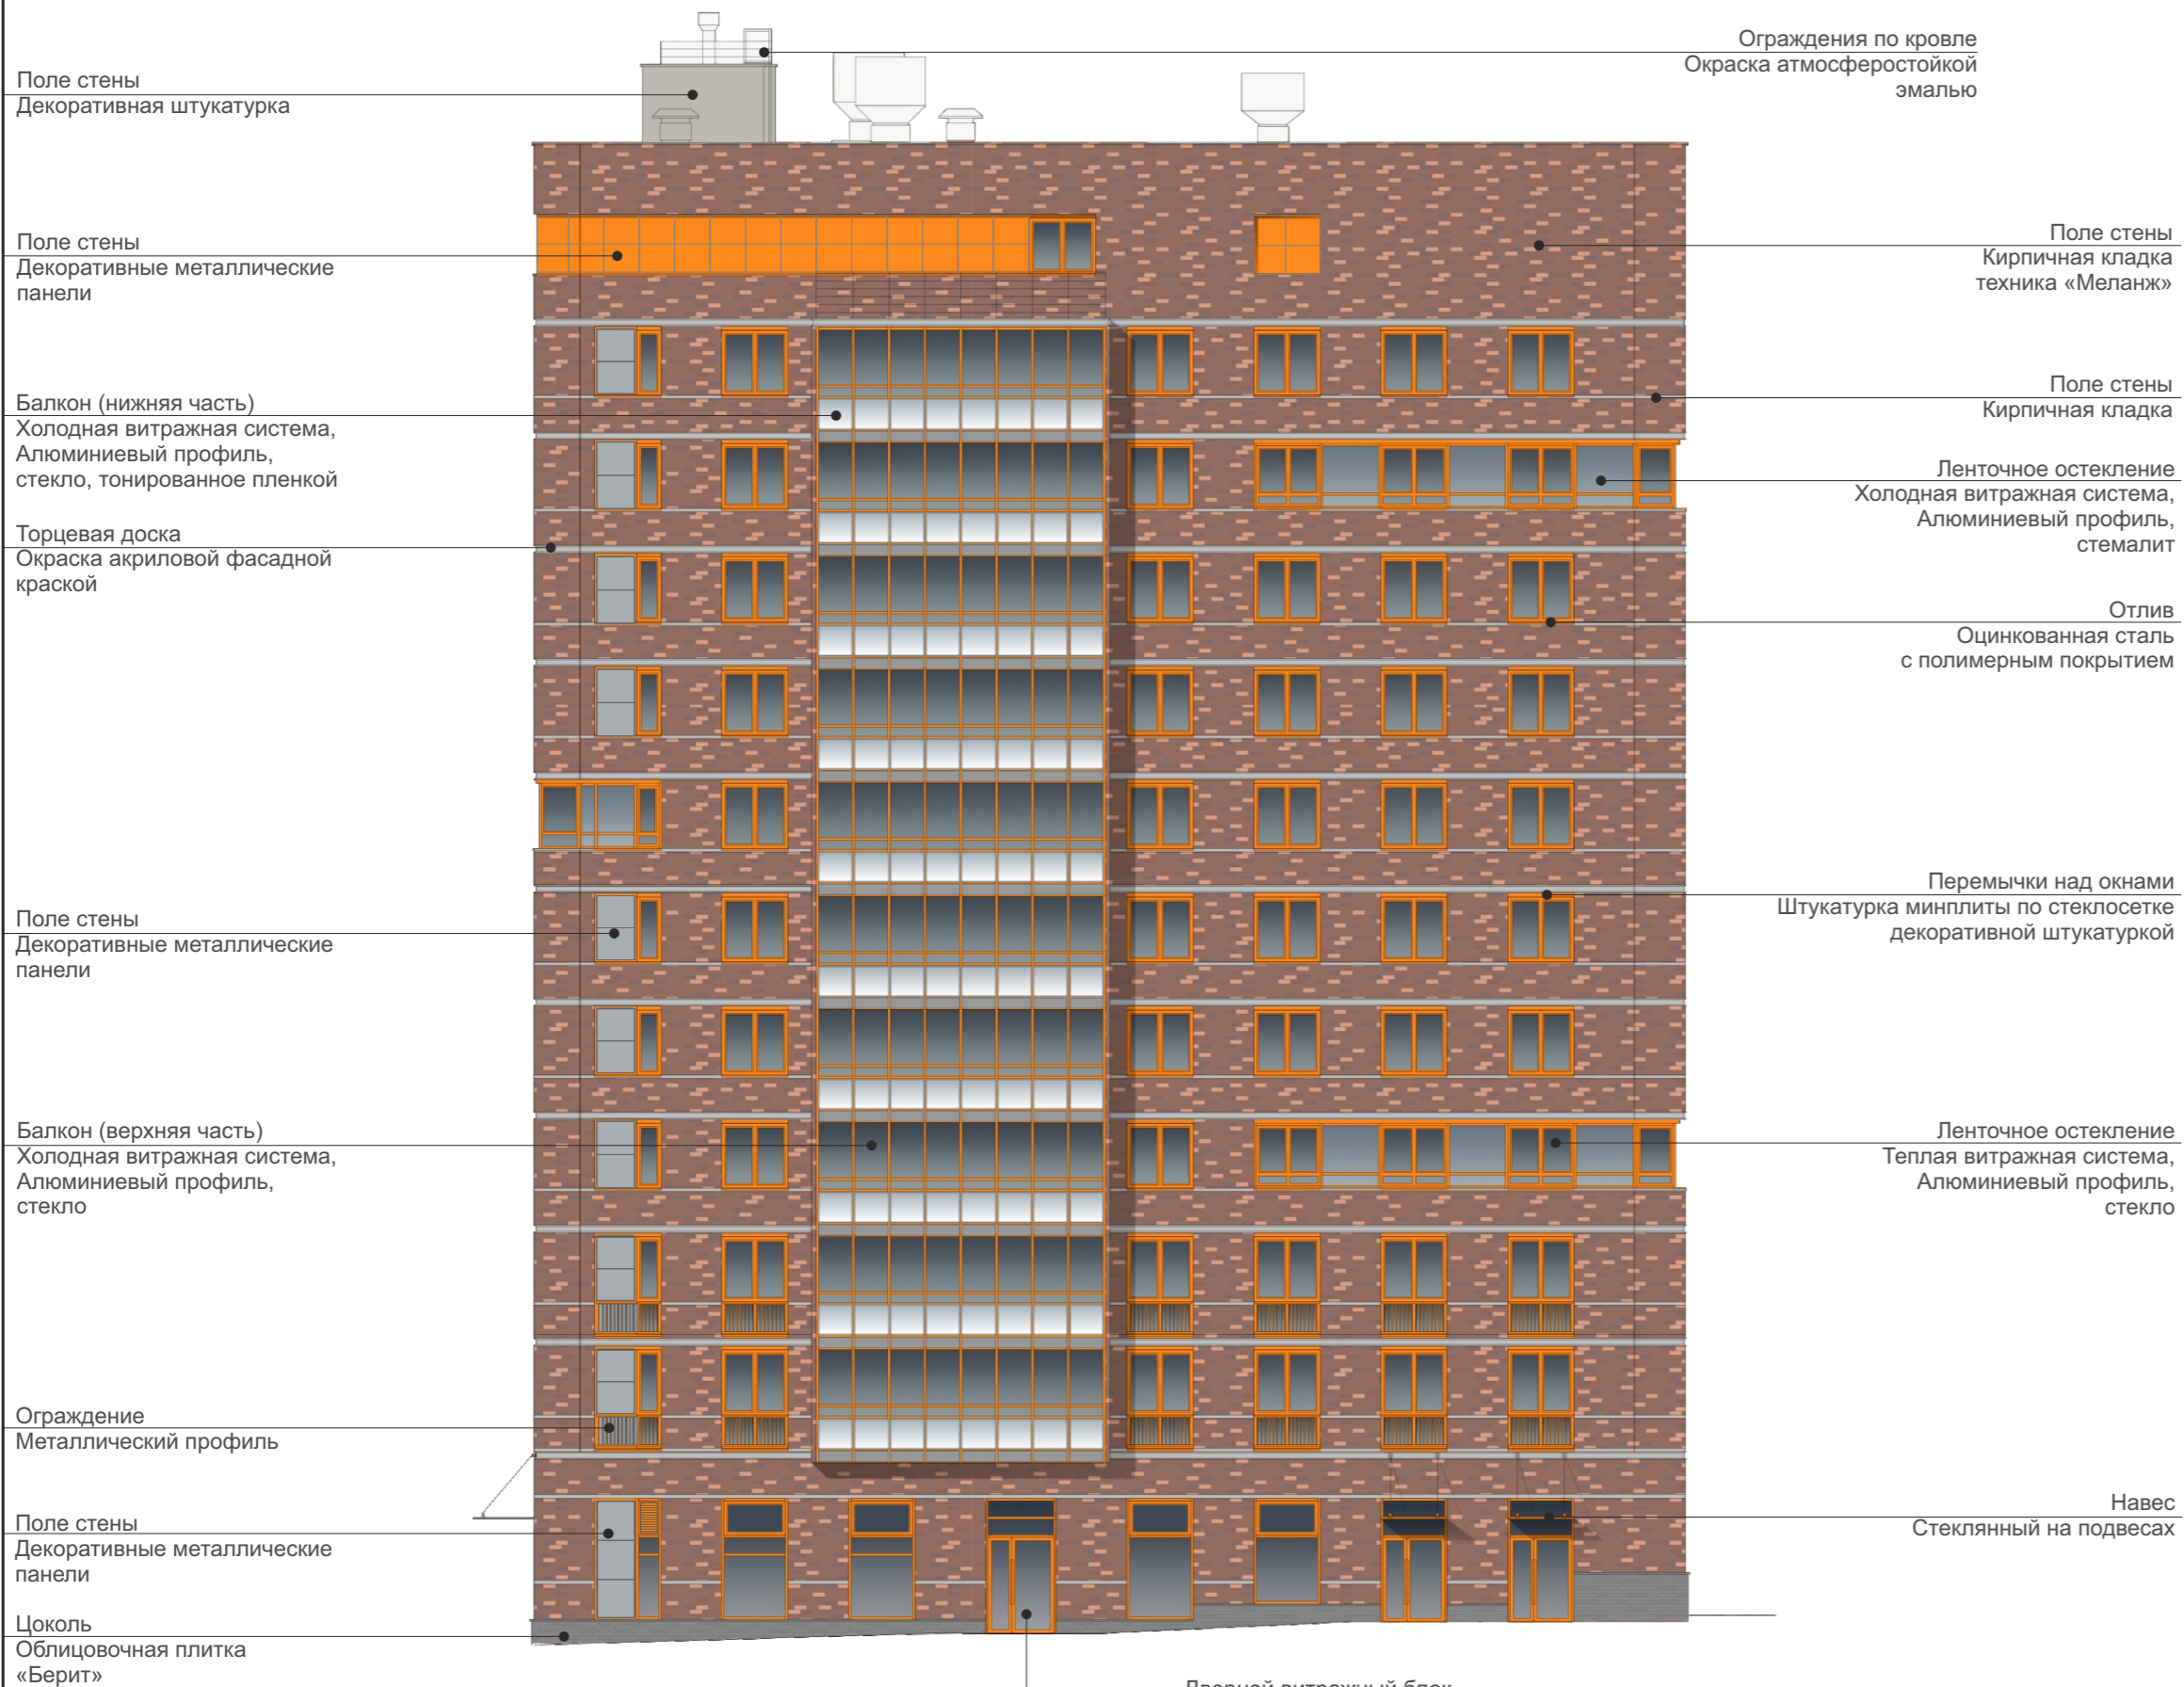 Поле стены
Декоративная штукатурка
Поле стены
Декоративные металлические
панели
Балкон (нижняя часть)
Холодная витражная система,
Алюминиевый профиль,
стекло, тонированное пленкой
Торцевая доска
Окраска акриловой фасадной
краской
Поле стены
Декоративные металлические
панели
Балкон (верхняя часть)
Холодная витражная система,
Алюминиевый профиль,
стекло
Ограждение
Металлический профиль
Поле стены
Декоративные металлические
панели
Цоколь
Облицовочная плитка
«Берит»
Ограждения по кровле
Окраска атмосферостойкой
эмалью
Поле стены
Кирпичная кладка
техника «Меланж»
Поле стены
Кирпичная кладка
Ленточное остекление
Холодная витражная система,
Алюминиевый профиль,
стемалит
Отлив
Оцинкованная сталь
с полимерным покрытием
Перемычки над окнами
Штукатурка минплиты по стеклосетке
декоративной штукатуркой
Ленточное остекление
Теплая витражная система,
Алюминиевый профиль,
стекло
Навес
Стеклянный на подвесах
Дверной витражный блок